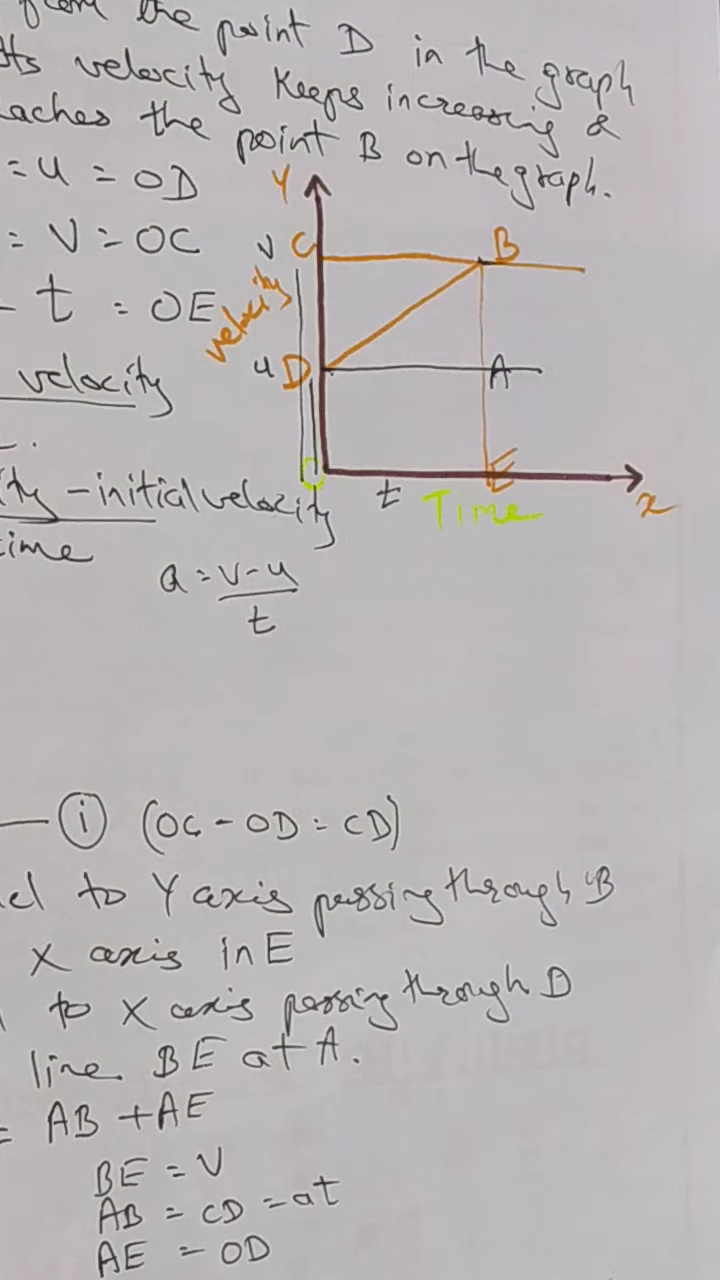 from the point D in the graph
Its velocity keeps increasing &
reaches the point B on the graph.
= u = OD
= V = OC
- t = OE
velocity
- initial velocity
time
a = v - u
t
Y
v C
B
velocity
u D
A
O
E
t
Time
x
— (i) (OC - OD = CD)
to Y axis passing through B
X axis in E
to X axis passing through D
line BE at A.
= AB + AE
BE = V
AB = CD = at
AE = OD